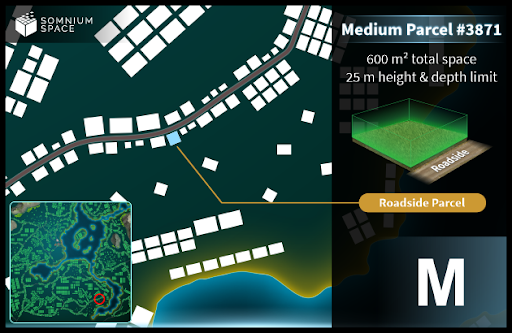 SOMNIUM
SPACE
Medium Parcel #3871
600 m² total space
25 m height & depth limit
Roadside
Roadside Parcel
M